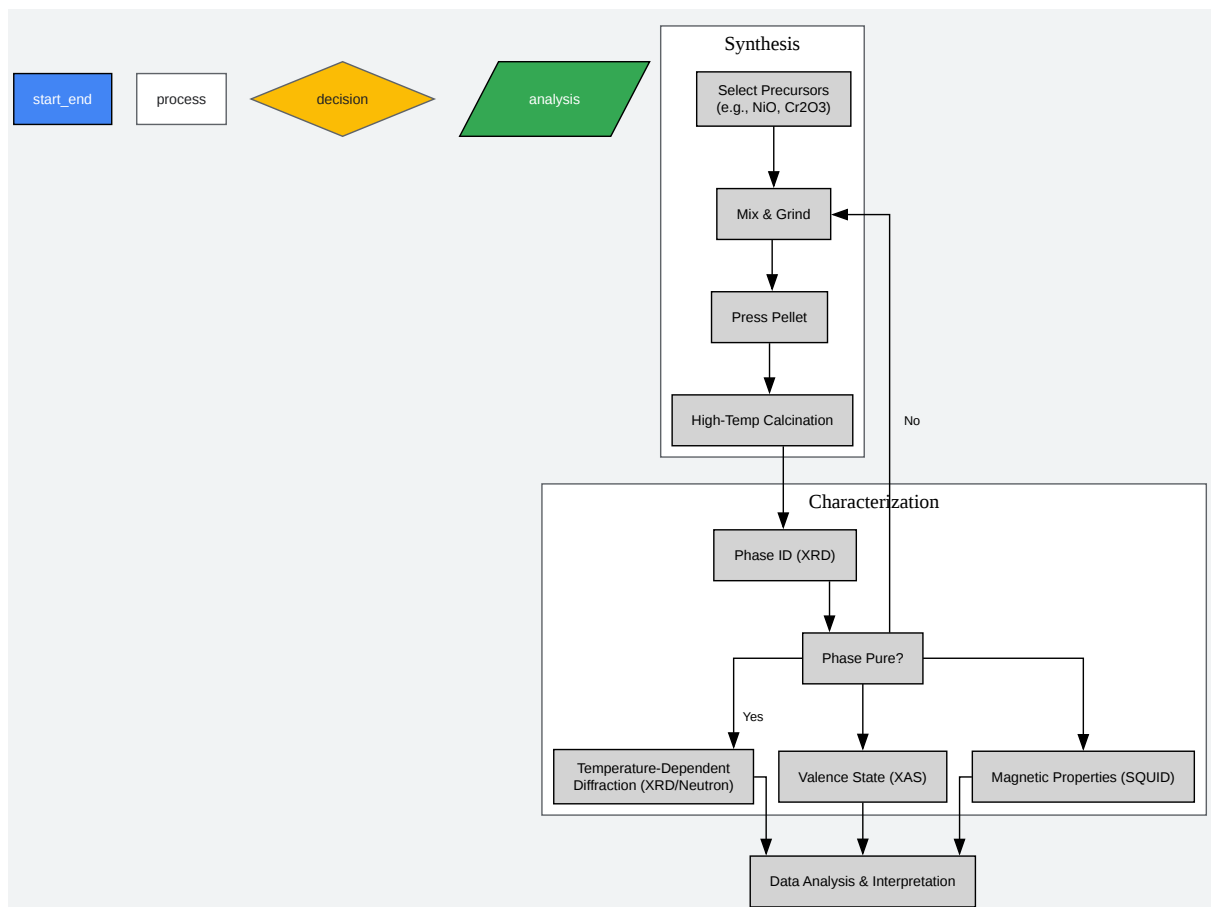 start_end
process
decision
analysis
Synthesis
Select Precursors
(e.g., NiO, Cr2O3)
Mix & Grind
Press Pellet
High-Temp Calcination
No
Characterization
Phase ID (XRD)
Phase Pure?
Yes
Temperature-Dependent
Diffraction (XRD/Neutron)
Valence State (XAS)
Magnetic Properties (SQUID)
Data Analysis & Interpretation